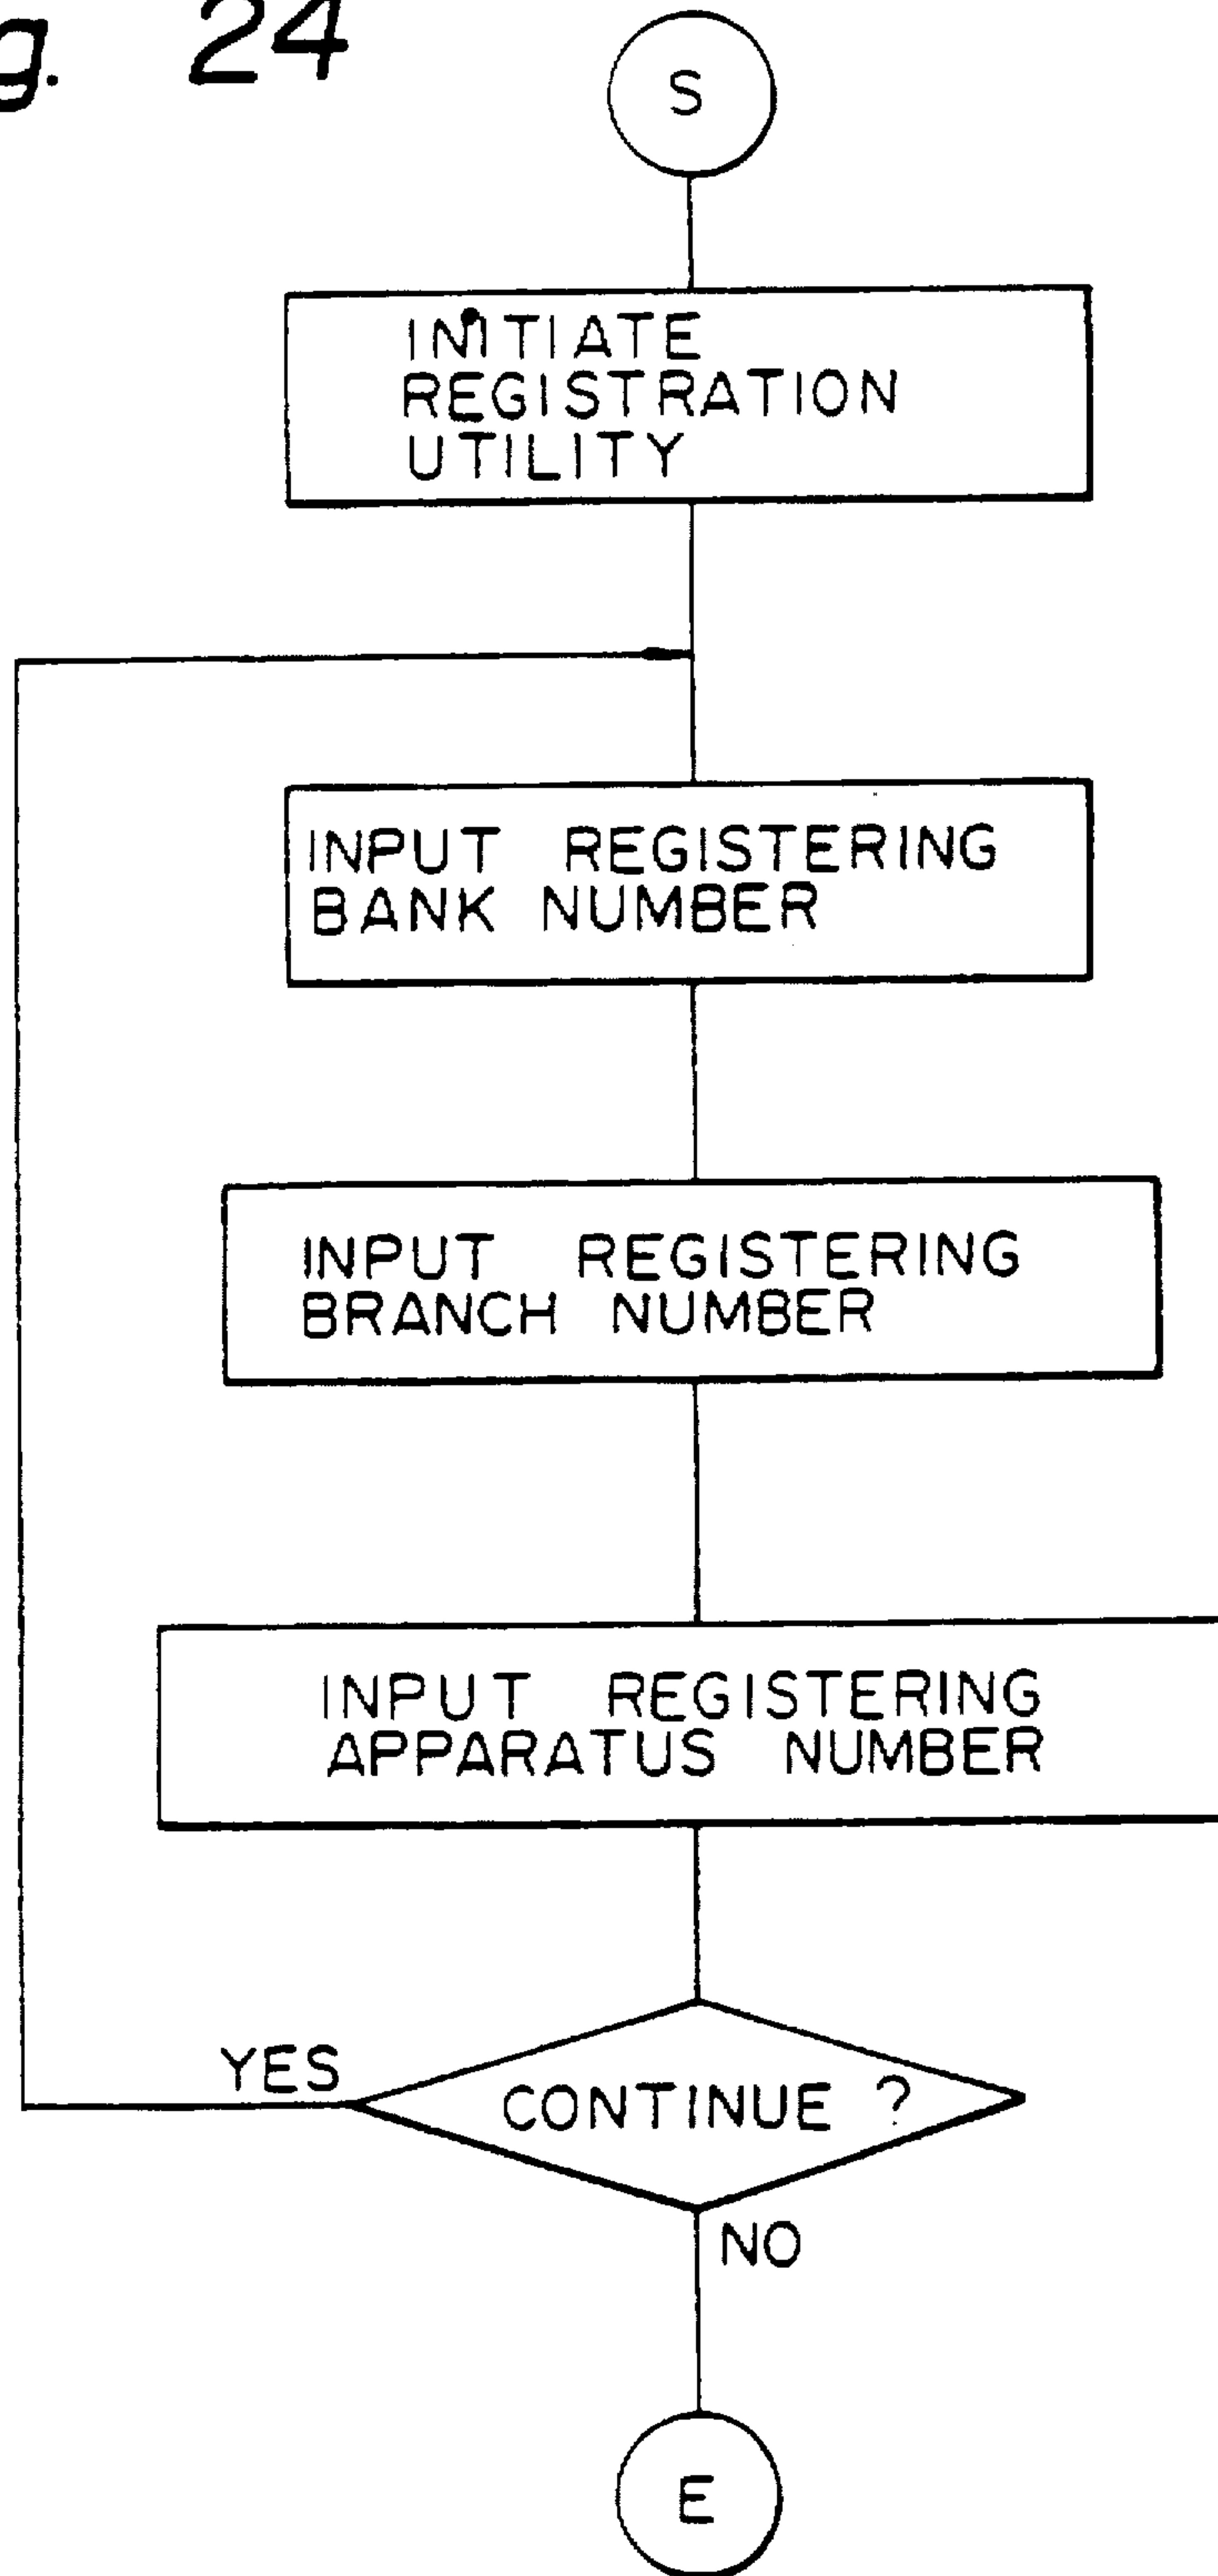 g. 24
S
INITIATE
REGISTRATION
UTILITY
INPUT REGISTERING
BANK NUMBER
INPUT REGISTERING
BRANCH NUMBER
INPUT REGISTERING
APPARATUS NUMBER
YES
CONTINUE ?
NO
E